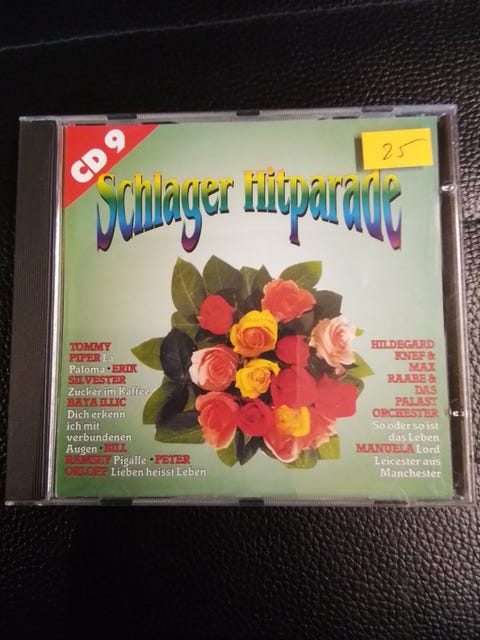 CD 9
25
Schlager Hitparade
TOMMY
PIPER La
Paloma · ERIK
SILVESTER
Zucker im Kaffee
BATA ILLIC
Dich erkenn
ich mit
verbundenen
Augen · BILL
RAMSEY Pigalle · PETER
ORLOFF Lieben heisst Leben
HILDEGARD
KNEF &
MAX
RAABE &
DAS
PALAST
ORCHESTER
So oder so ist
das Leben
MANUELA Lord
Leicester aus
Manchester